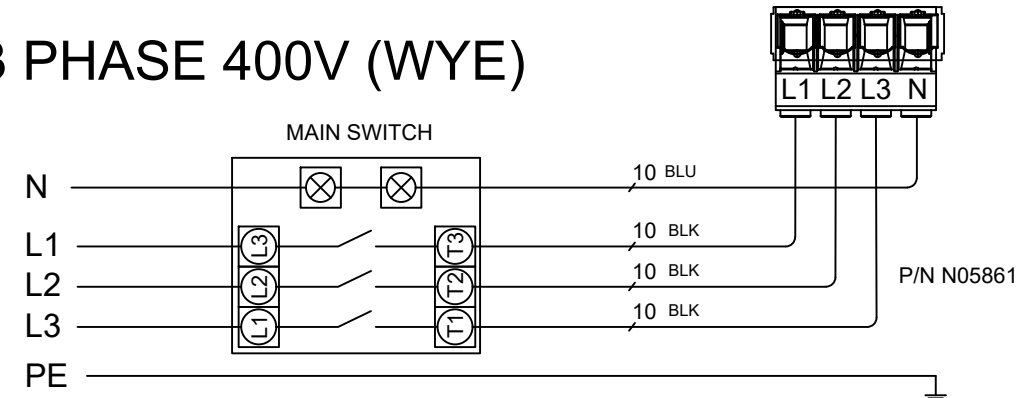 3 PHASE 400V (WYE)
L1 L2 L3 N
MAIN SWITCH
N
10 BLU
L1
L3
T3
10 BLK
L2
L2
T2
10 BLK
P/N N05861
L3
L1
T1
10 BLK
PE